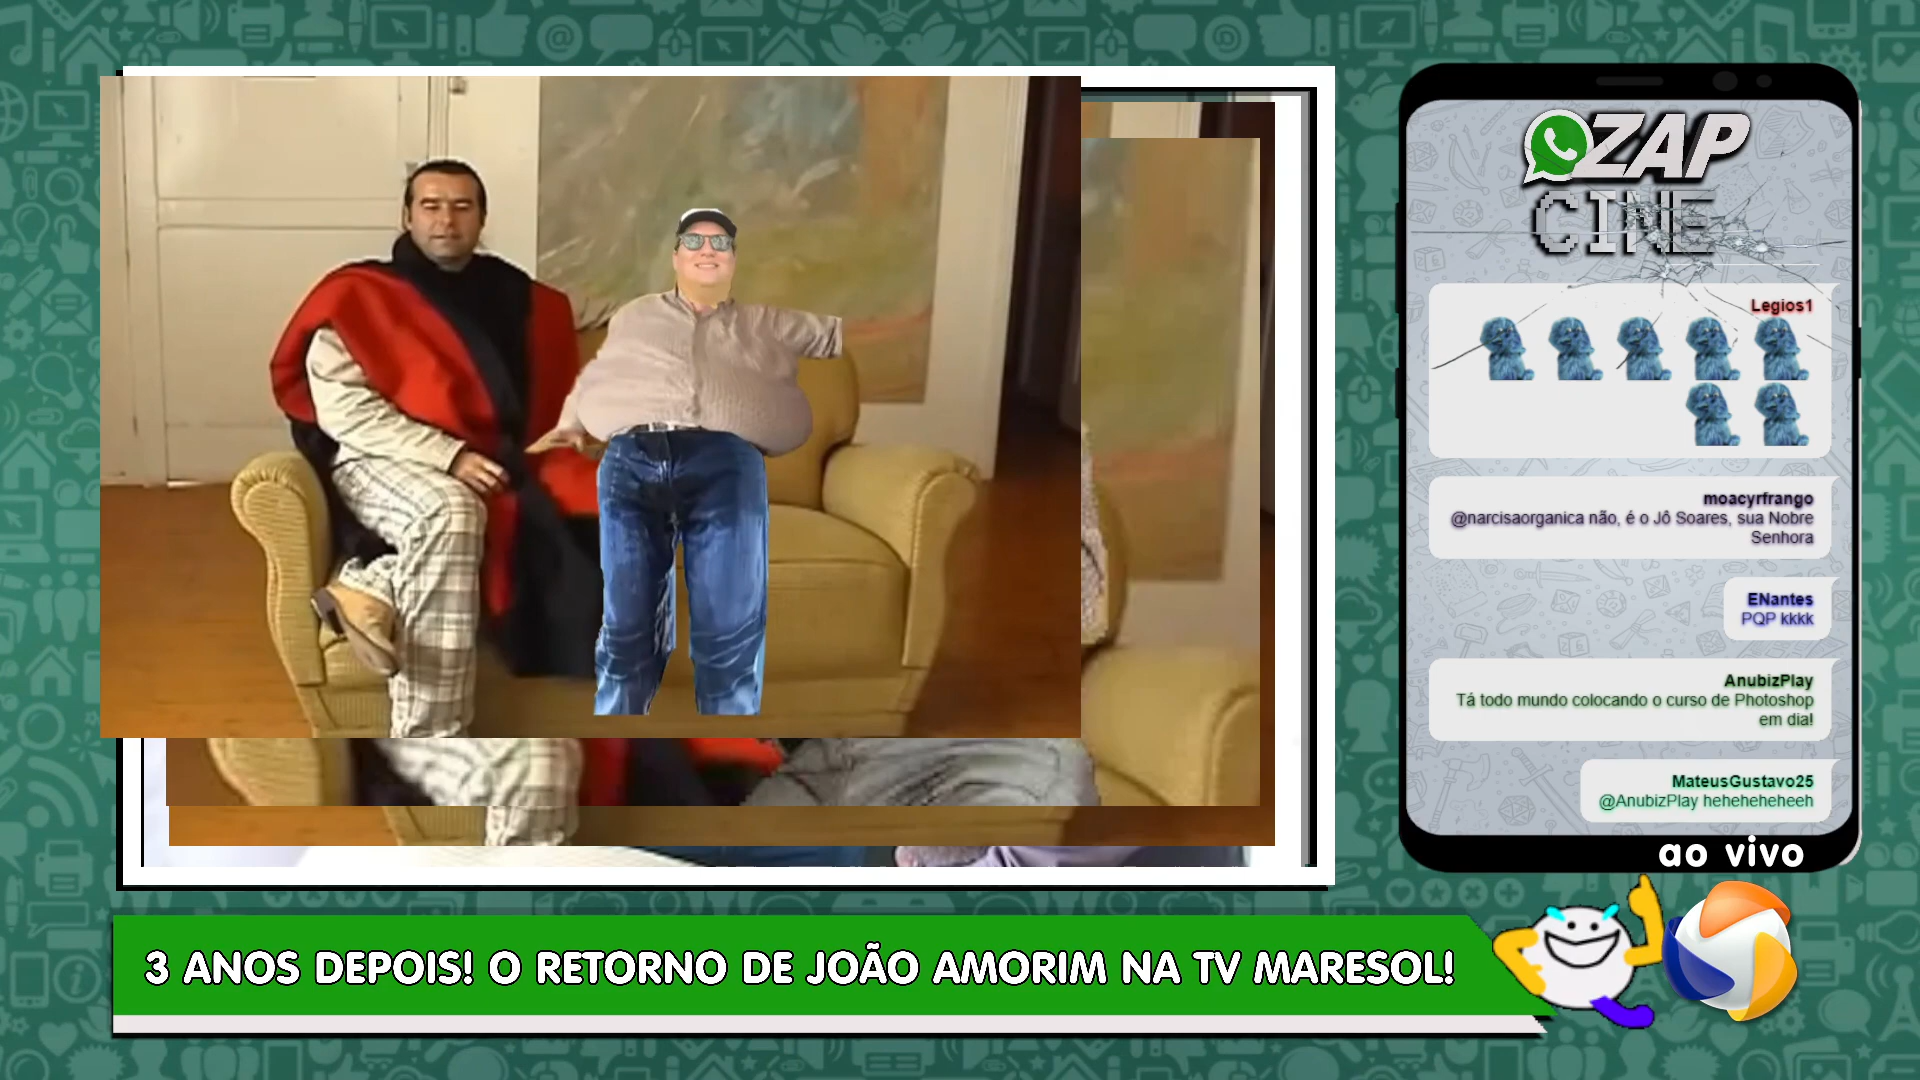 ZAP
CINE
Legios1
moacyrfrango
@narcisaorganica não, é o Jô Soares, sua Nobre
Senhora
ENantes
PQP kkkk
AnubizPlay
Tá todo mundo colocando o curso de Photoshop
em dia!
MateusGustavo25
@AnubizPlay heheheheheeh
ao vivo
3 ANOS DEPOIS! O RETORNO DE JOÃO AMORIM NA TV MARESOL!